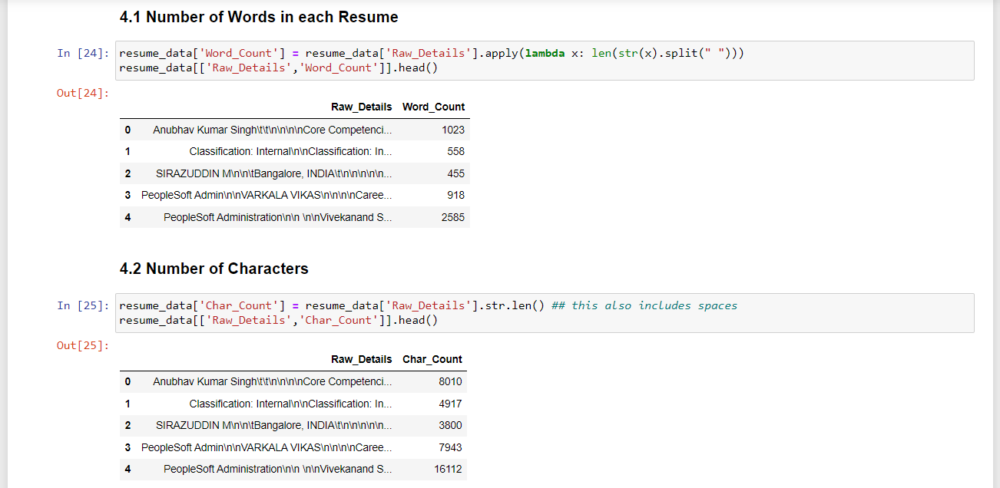 4.1 Number of Words in each Resume
In [24]: resume_data['Word_Count'] = resume_data['Raw_Details'].apply(lambda x: len(str(x).split(" ")))
resume_data[['Raw_Details','Word_Count']].head()
Out[24]:
Raw_Details Word_Count
0 Anubhav Kumar Singh\t\t\n\n\n\nCore Competenci... 1023
1 Classification: Internal\n\nClassification: In... 558
2 SIRAZUDDIN M\n\n\tBangalore, INDIA\t\n\n\n\n\n... 455
3 PeopleSoft Admin\n\nVARKALA VIKAS\n\n\n\nCaree... 918
4 PeopleSoft Administration\n\n \n\nVivekanand S... 2585
4.2 Number of Characters
In [25]: resume_data['Char_Count'] = resume_data['Raw_Details'].str.len() ## this also includes spaces
resume_data[['Raw_Details','Char_Count']].head()
Out[25]:
Raw_Details Char_Count
0 Anubhav Kumar Singh\t\t\n\n\n\nCore Competenci... 8010
1 Classification: Internal\n\nClassification: In... 4917
2 SIRAZUDDIN M\n\n\tBangalore, INDIA\t\n\n\n\n\n... 3800
3 PeopleSoft Admin\n\nVARKALA VIKAS\n\n\n\nCaree... 7943
4 PeopleSoft Administration\n\n \n\nVivekanand S... 16112